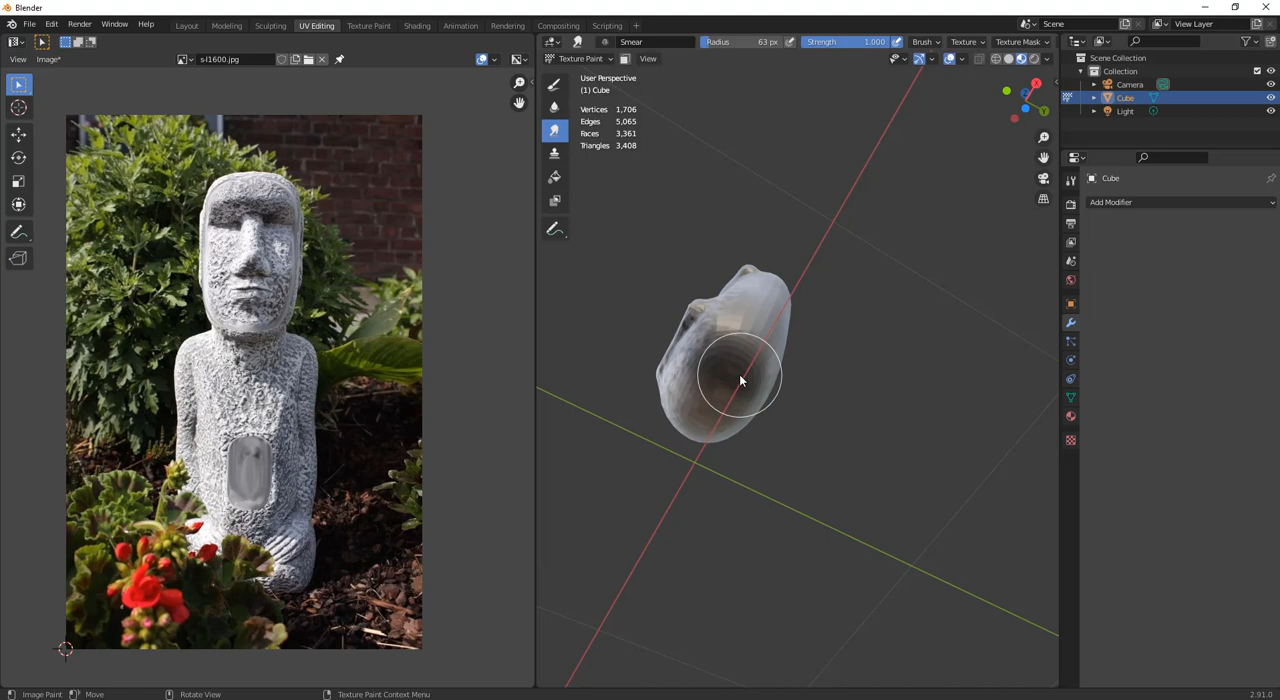 Blender
File Edit Render Window Help Layout Modeling Sculpting UV Editing Texture Paint Shading Animation Rendering Compositing Scripting + Scene View Layer
Smear Radius 63 px Strength 1.000 Brush Texture Texture Mask
View Image* s-l1600.jpg Texture Paint View
User Perspective
(1) Cube
Vertices 1,706
Edges 5,065
Faces 3,361
Triangles 3,408
X
Y
Z
Scene Collection
Collection
Camera
Cube
Light
Cube
Add Modifier
Image Paint Move Rotate View Texture Paint Context Menu 2.91.0